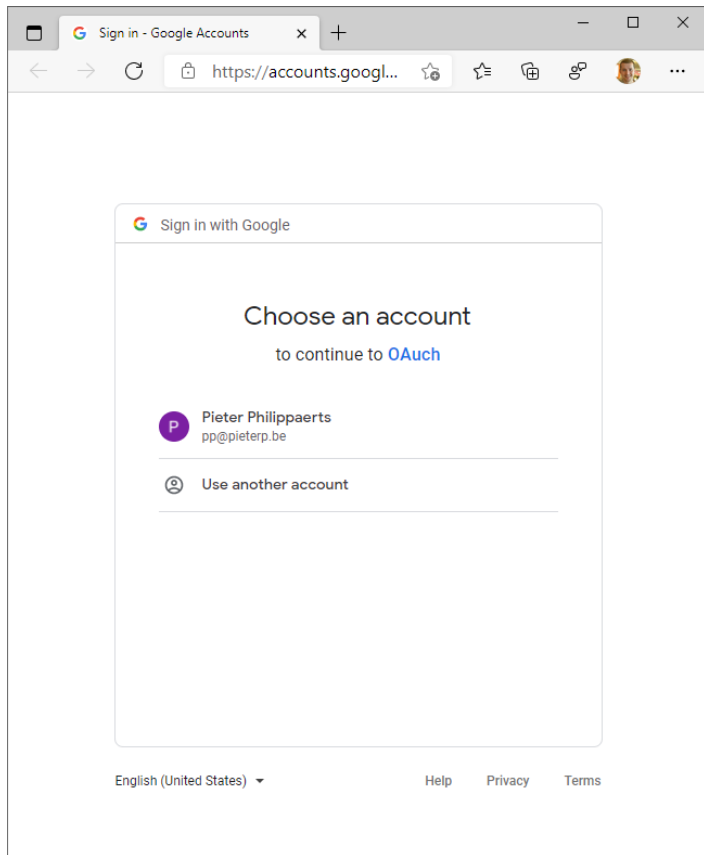 Sign in - Google Accounts
https://accounts.googl...
Sign in with Google
Choose an account
to continue to OAuch
P
Pieter Philippaerts
pp@pieterp.be
Use another account
English (United States)
Help Privacy Terms